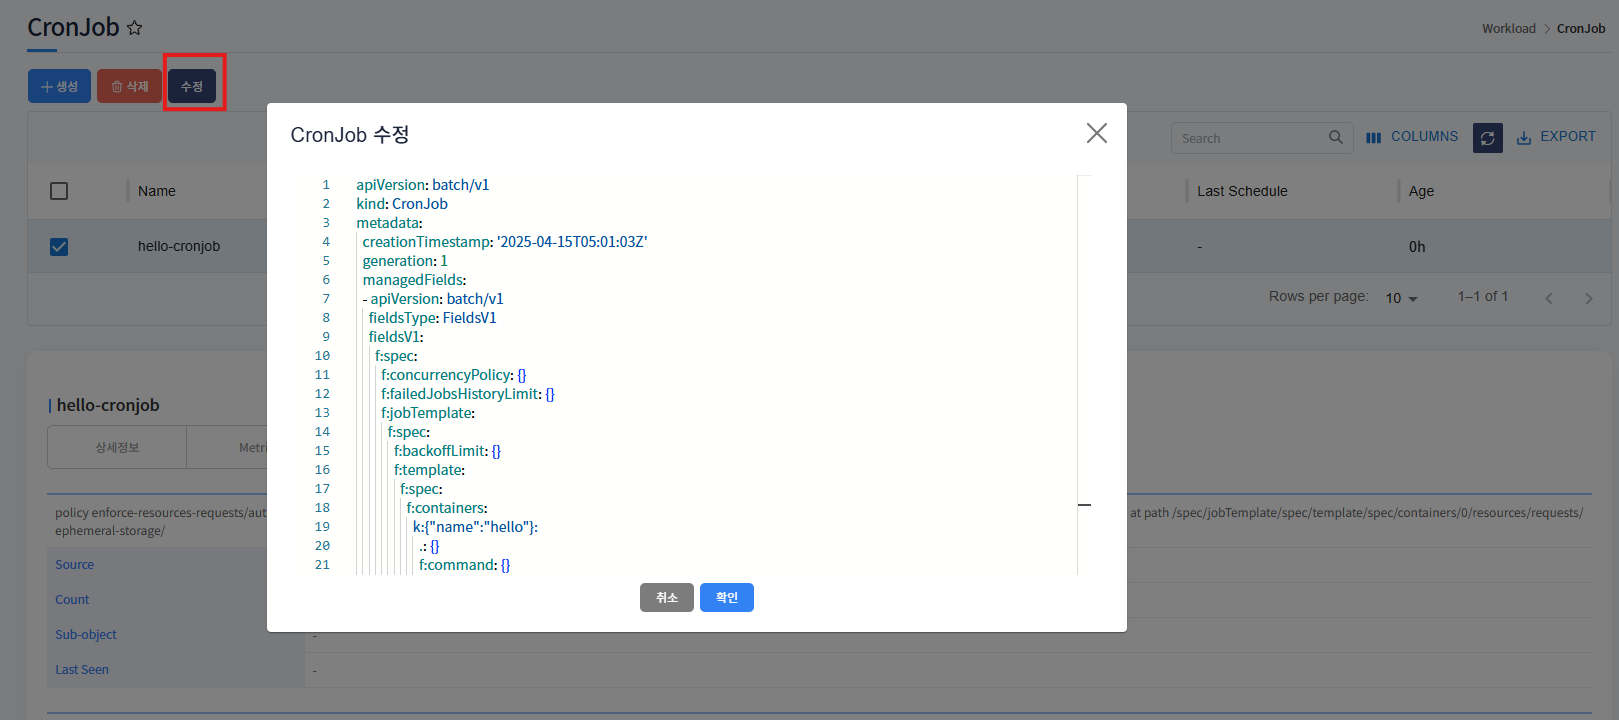 CronJob
Workload > CronJob
+ 생성
삭제
수정
CronJob 수정
Search
COLUMNS
EXPORT
Name
Last Schedule
Age
hello-cronjob
-
0h
Rows per page:
10
1–1 of 1
1 apiVersion: batch/v1
2 kind: CronJob
3 metadata:
4 creationTimestamp: '2025-04-15T05:01:03Z'
5 generation: 1
6 managedFields:
7 - apiVersion: batch/v1
8 fieldsType: FieldsV1
9 fieldsV1:
10 f:spec:
11 f:concurrencyPolicy: {}
12 f:failedJobsHistoryLimit: {}
13 f:jobTemplate:
14 f:spec:
15 f:backoffLimit: {}
16 f:template:
17 f:spec:
18 f:containers:
19 k:{"name":"hello"}:
20 .: {}
21 f:command: {}
취소
확인
hello-cronjob
상세정보
policy enforce-resources-requests/
at path /spec/jobTemplate/spec/template/spec/containers/0/resources/requests/
ephemeral-storage/
Source
Count
Sub-object
-
Last Seen
-